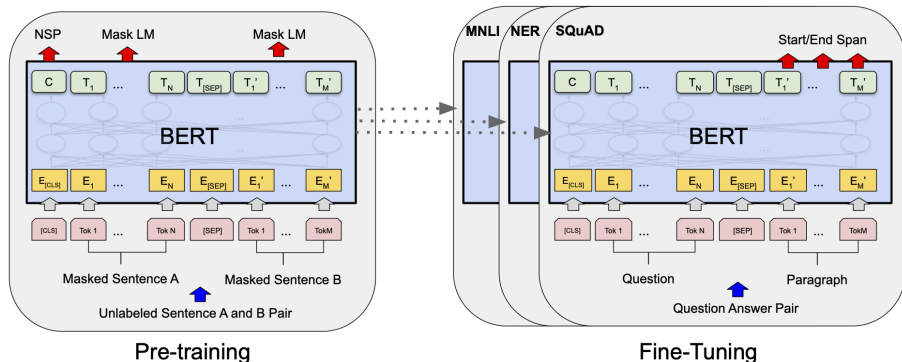 NSP Mask LM Mask LM
C T1 ... TN T[SEP] T1' ... TM'
BERT
E[CLS] E1 ... EN E[SEP] E1' ... EM'
[CLS] Tok 1 ... Tok N [SEP] Tok 1 ... TokM
Masked Sentence A Masked Sentence B
Unlabeled Sentence A and B Pair
Pre-training
MNLI NER SQuAD
Start/End Span
C T1 ... TN T[SEP] T1' ... TM'
BERT
E[CLS] E1 ... EN E[SEP] E1' ... EM'
[CLS] Tok 1 ... Tok N [SEP] Tok 1 ... TokM
Question Paragraph
Question Answer Pair
Fine-Tuning